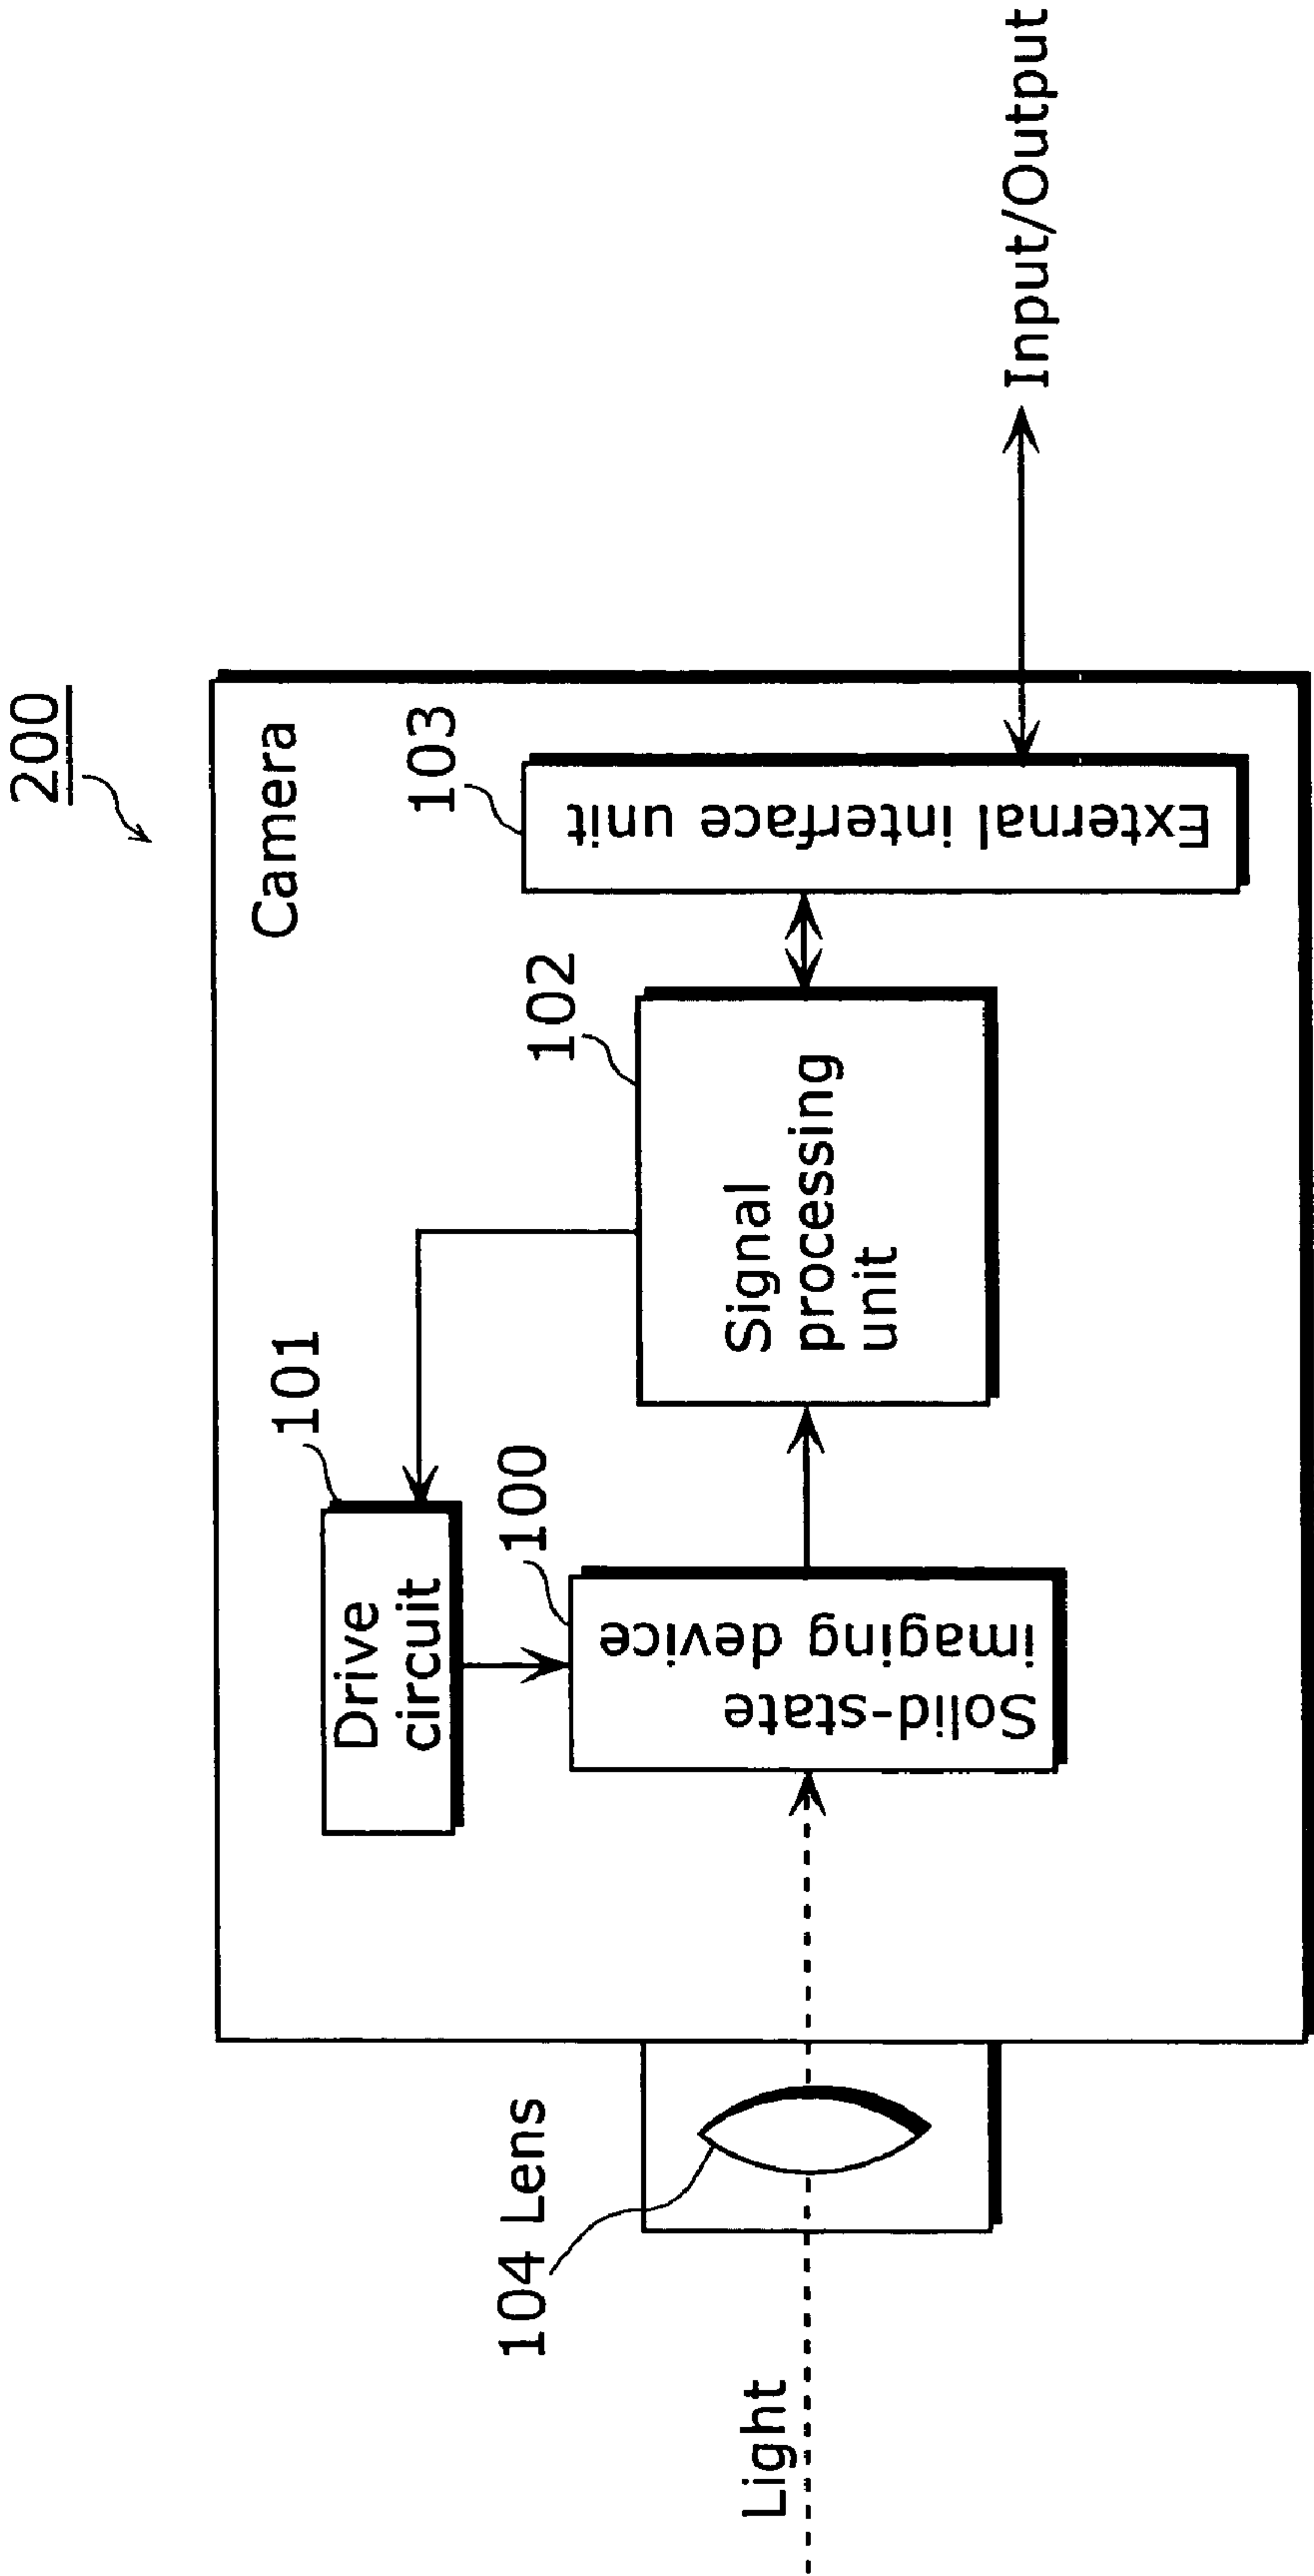 200
Camera
101
Drive
circuit
100
Solid-state
imaging device
102
Signal
processing
unit
103
External interface unit
104 Lens
Light
Input/Output